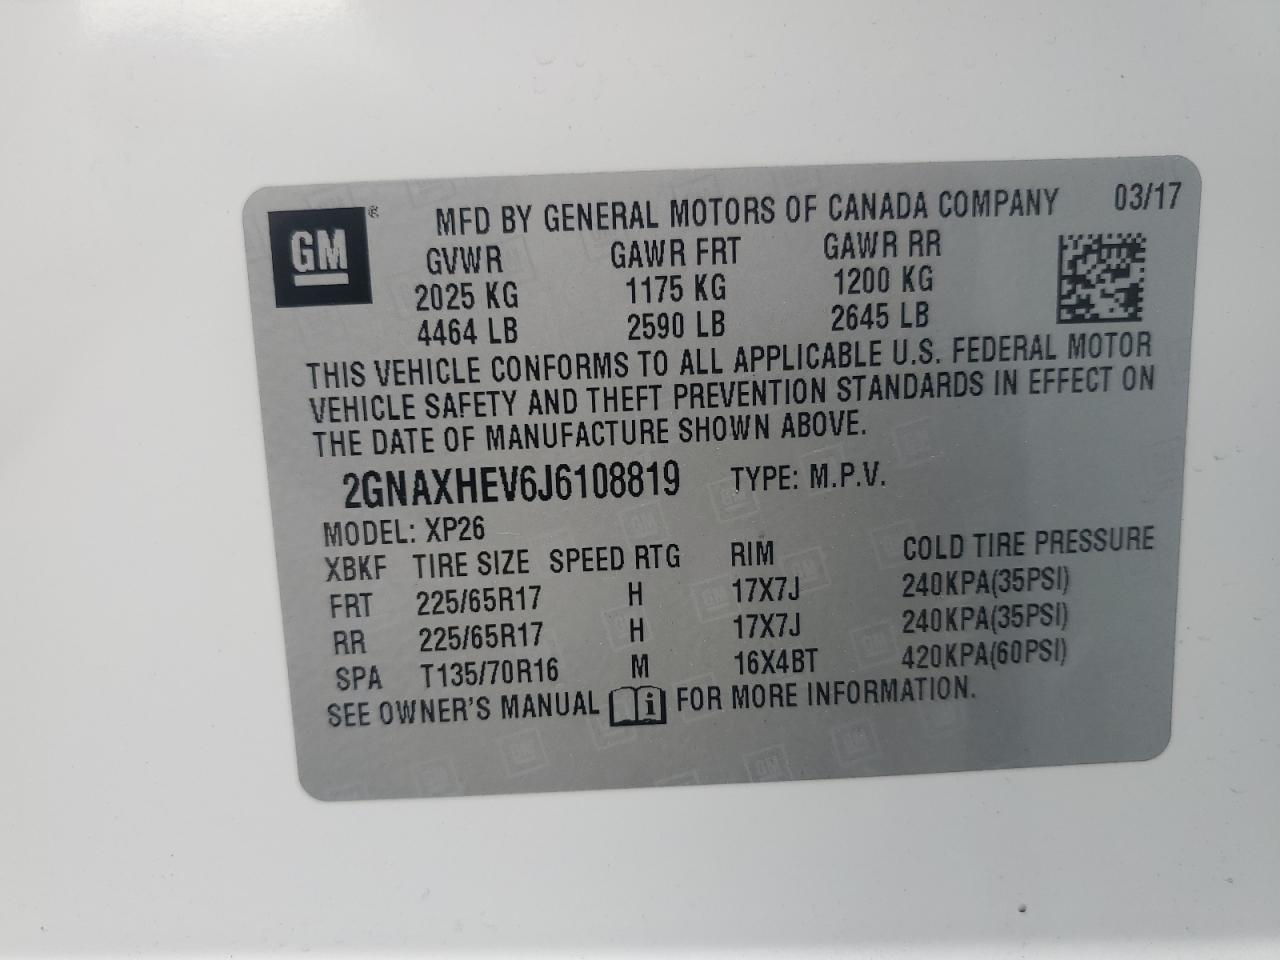 GM ®
MFD BY GENERAL MOTORS OF CANADA COMPANY 03/17
GVWR GAWR FRT GAWR RR
2025 KG 1175 KG 1200 KG
4464 LB 2590 LB 2645 LB
THIS VEHICLE CONFORMS TO ALL APPLICABLE U.S. FEDERAL MOTOR
VEHICLE SAFETY AND THEFT PREVENTION STANDARDS IN EFFECT ON
THE DATE OF MANUFACTURE SHOWN ABOVE.
2GNAXHEV6J6108819 TYPE: M.P.V.
MODEL: XP26
XBKF TIRE SIZE SPEED RTG RIM COLD TIRE PRESSURE
FRT 225/65R17 H 17X7J 240KPA(35PSI)
RR 225/65R17 H 17X7J 240KPA(35PSI)
SPA T135/70R16 M 16X4BT 420KPA(60PSI)
SEE OWNER'S MANUAL i FOR MORE INFORMATION.